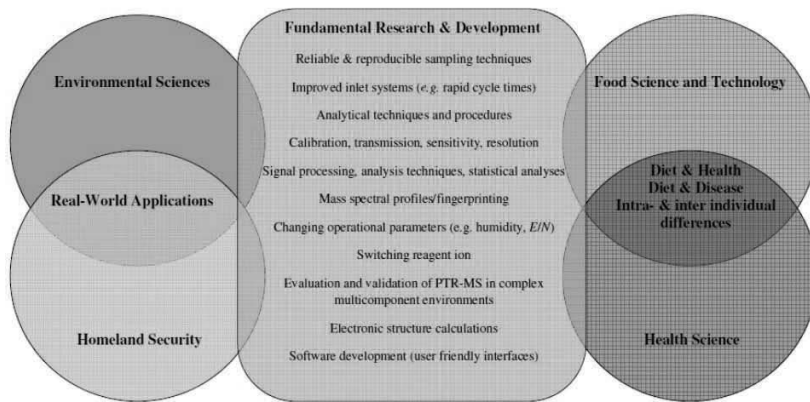 Fundamental Research & Development
Reliable & reproducible sampling techniques
Improved inlet systems (e.g. rapid cycle times)
Analytical techniques and procedures
Calibration, transmission, sensitivity, resolution
Signal processing, analysis techniques, statistical analyses
Mass spectral profiles/fingerprinting
Changing operational parameters (e.g. humidity, E/N)
Switching reagent ion
Evaluation and validation of PTR-MS in complex
multicomponent environments
Electronic structure calculations
Software development (user friendly interfaces)
Environmental Sciences
Real-World Applications
Homeland Security
Food Science and Technology
Diet & Health
Diet & Disease
Intra- & inter individual
differences
Health Science